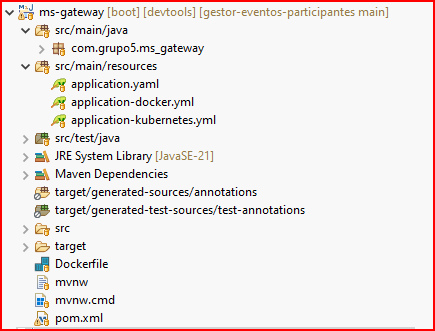 ms-gateway [boot] [devtools] [gestor-eventos-participantes main]
src/main/java
com.grupo5.ms_gateway
src/main/resources
application.yaml
application-docker.yml
application-kubernetes.yml
src/test/java
JRE System Library [JavaSE-21]
Maven Dependencies
target/generated-sources/annotations
target/generated-test-sources/test-annotations
src
target
Dockerfile
mvnw
mvnw.cmd
pom.xml